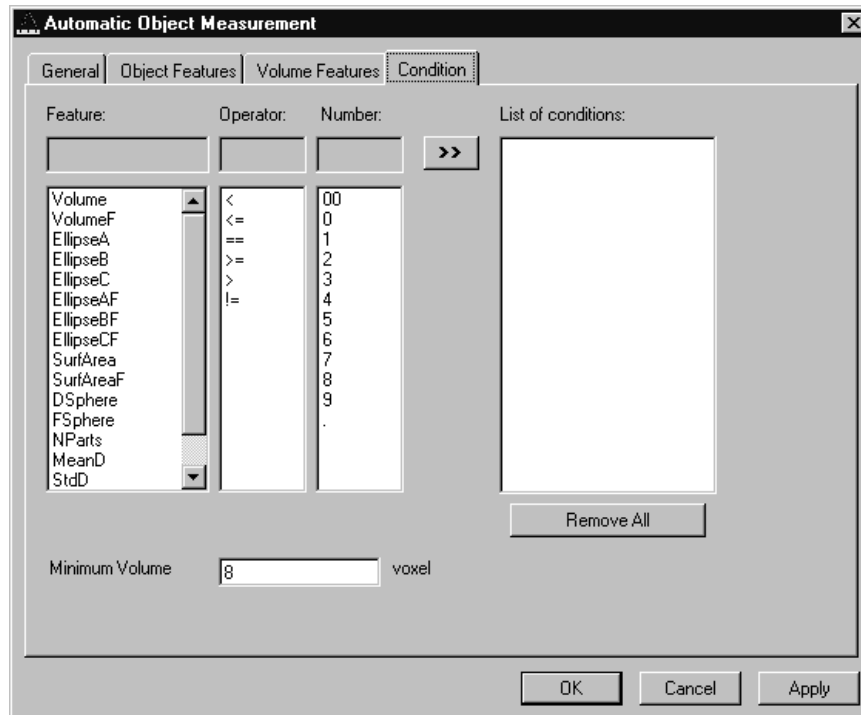 Automatic Object Measurement
General Object Features Volume Features Condition
Feature: Operator: Number: List of conditions:
>>
Volume < 00
VolumeF <= 0
EllipseA == 1
EllipseB >= 2
EllipseC > 3
EllipseAF != 4
EllipseBF 5
EllipseCF 6
SurfArea 7
SurfAreaF 8
DSphere 9
FSphere .
NParts
MeanD
StdD
Remove All
Minimum Volume 8 voxel
OK Cancel Apply